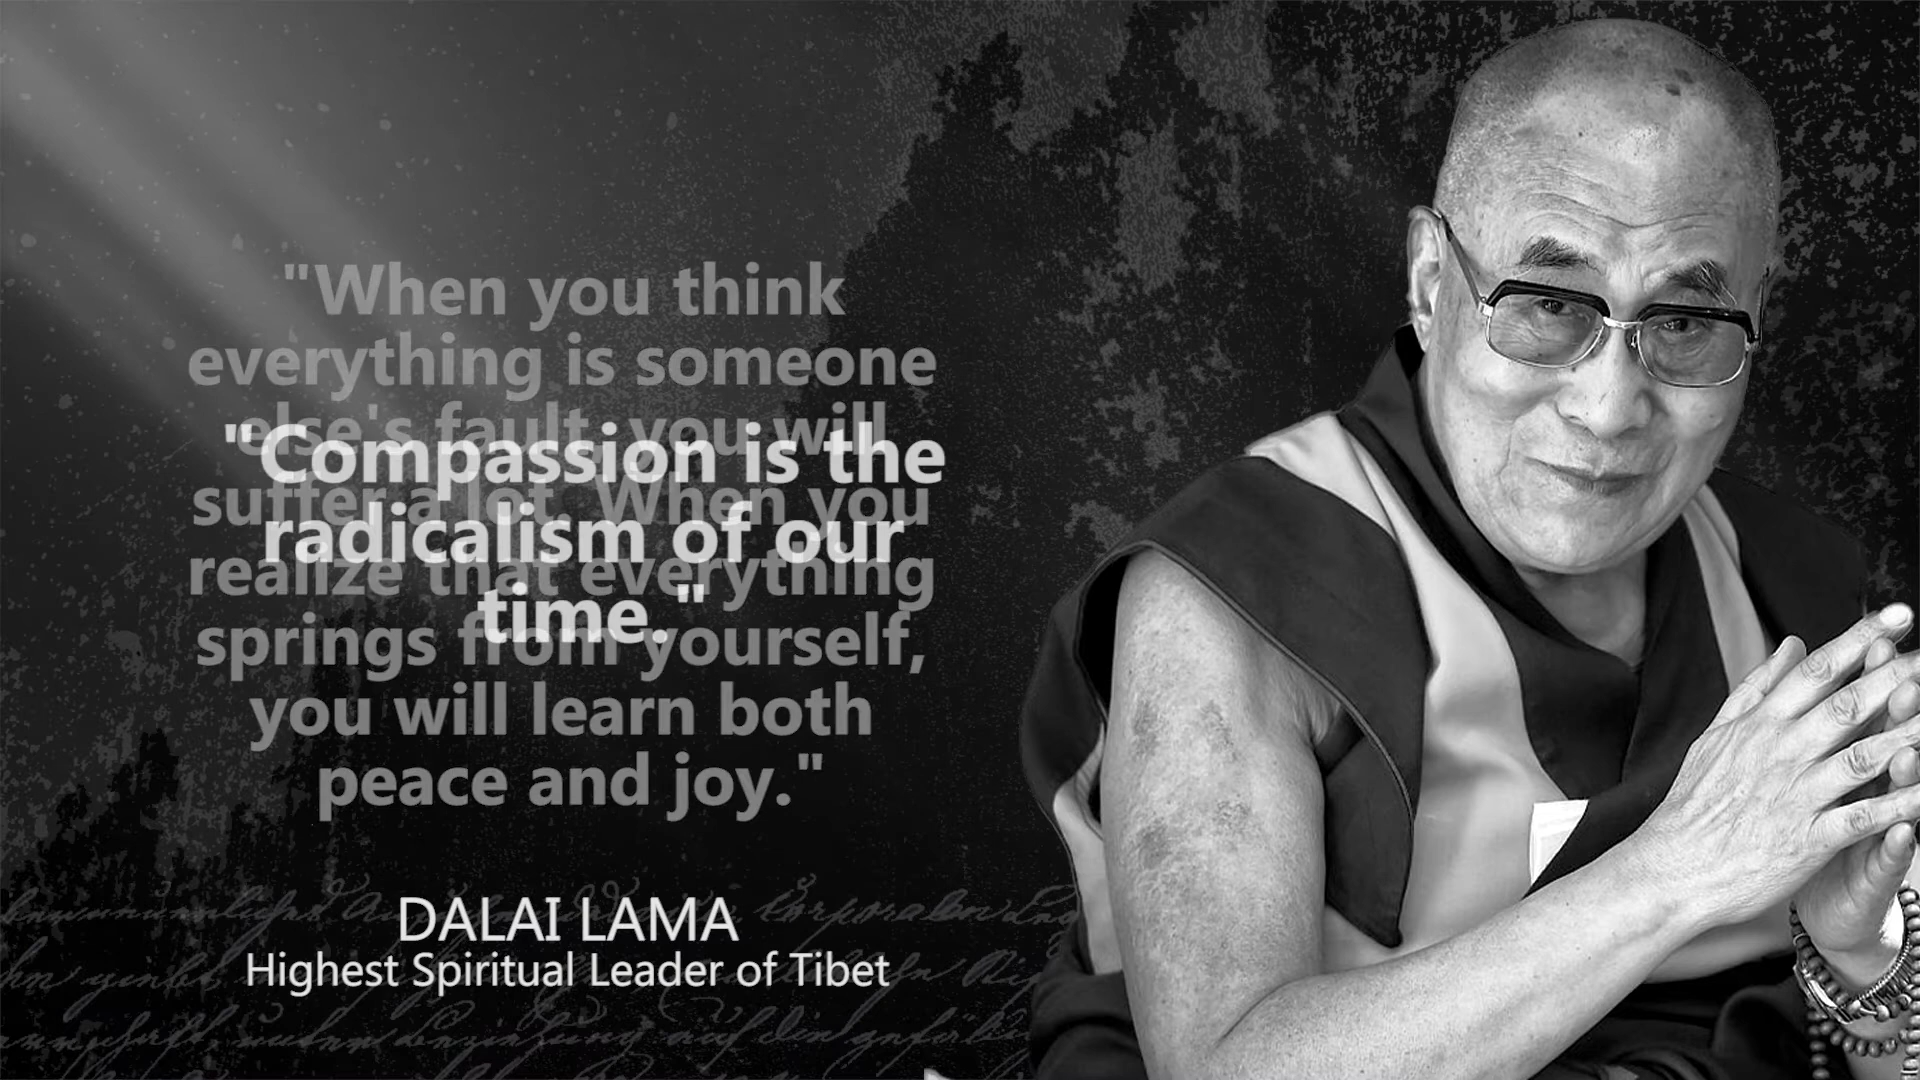 "When you think
everything is someone
else's fault, you will
suffer a lot. When you
realize that everything
springs from yourself,
you will learn both
peace and joy."
"Compassion is the
radicalism of our
time."
DALAI LAMA
Highest Spiritual Leader of Tibet